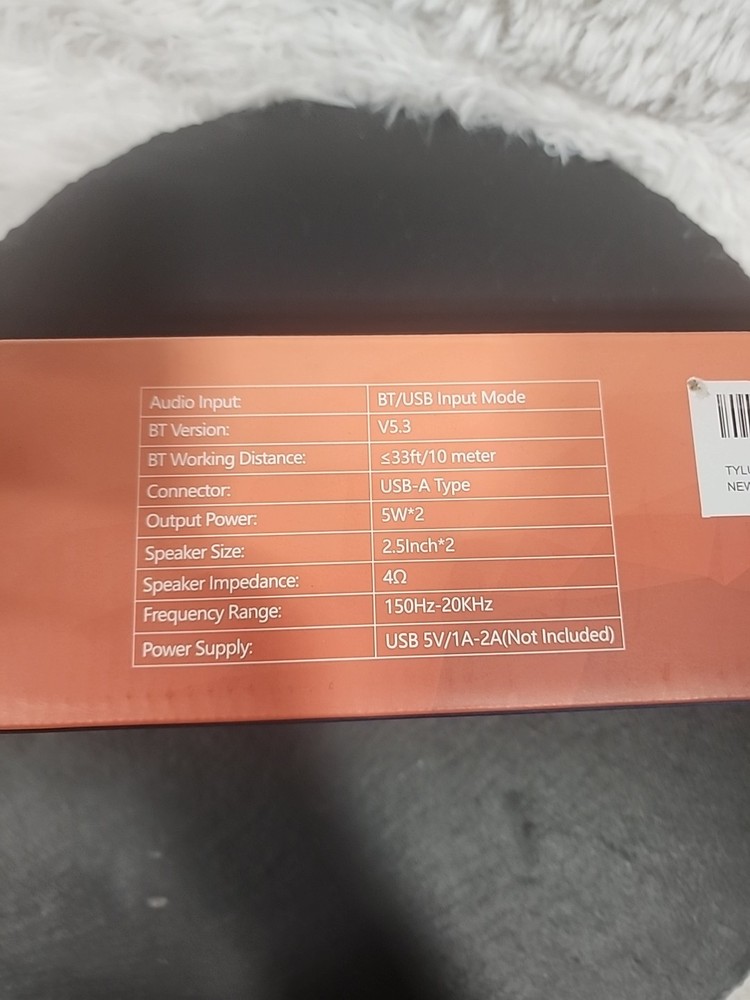 Audio Input: BT/USB Input Mode
BT Version: V5.3
BT Working Distance: ≤33ft/10 meter
Connector: USB-A Type
Output Power: 5W*2
Speaker Size: 2.5Inch*2
Speaker Impedance: 4Ω
Frequency Range: 150Hz-20KHz
Power Supply: USB 5V/1A-2A(Not Included)
NEW